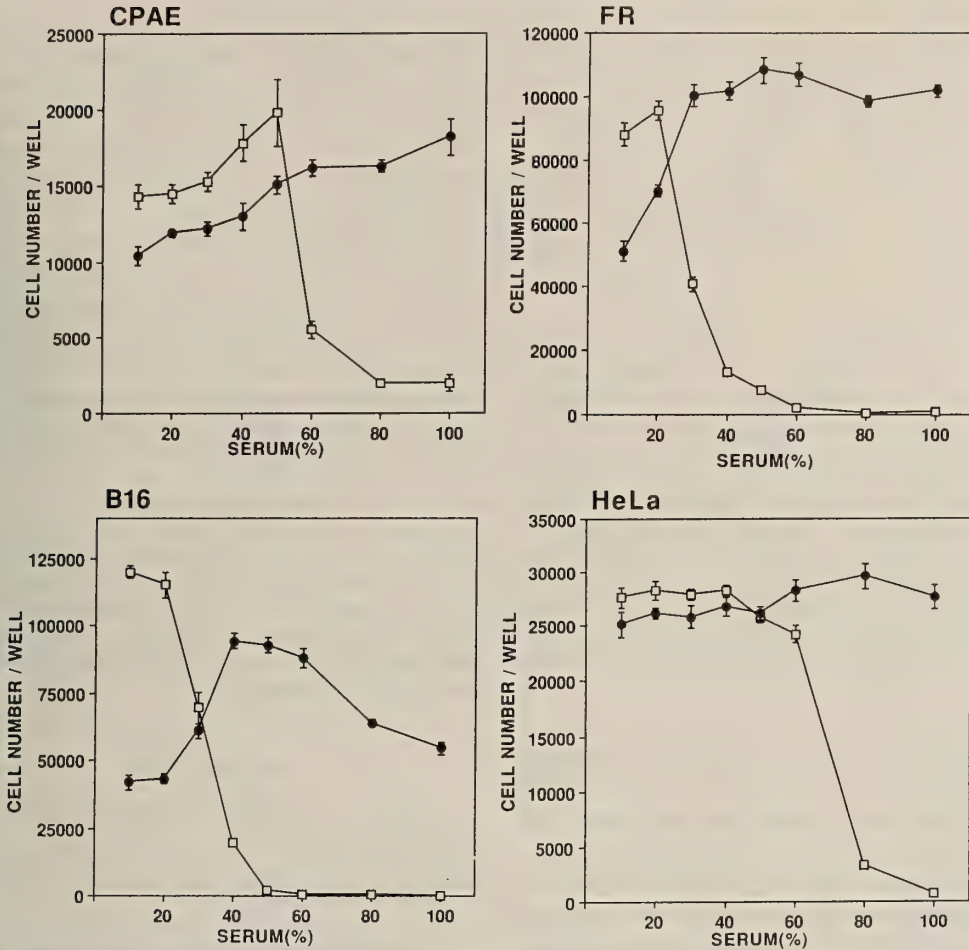 CPAE
25000
20000
15000
10000
5000
0
CELL NUMBER / WELL
20 40 60 80 100
SERUM(%)
FR
120000
100000
80000
60000
40000
20000
0
CELL NUMBER / WELL
20 40 60 80 100
SERUM(%)
B16
125000
100000
75000
50000
25000
0
CELL NUMBER / WELL
20 40 60 80 100
SERUM(%)
HeLa
35000
30000
25000
20000
15000
10000
5000
0
CELL NUMBER / WELL
20 40 60 80 100
SERUM(%)